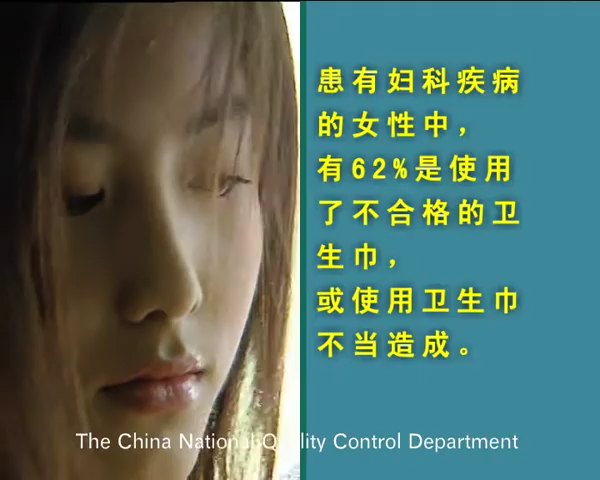 患有妇科疾病
的女性中，
有62%是使用
了不合格的卫
生巾，
或使用卫生巾
不当造成。
The China National Quality Control Department